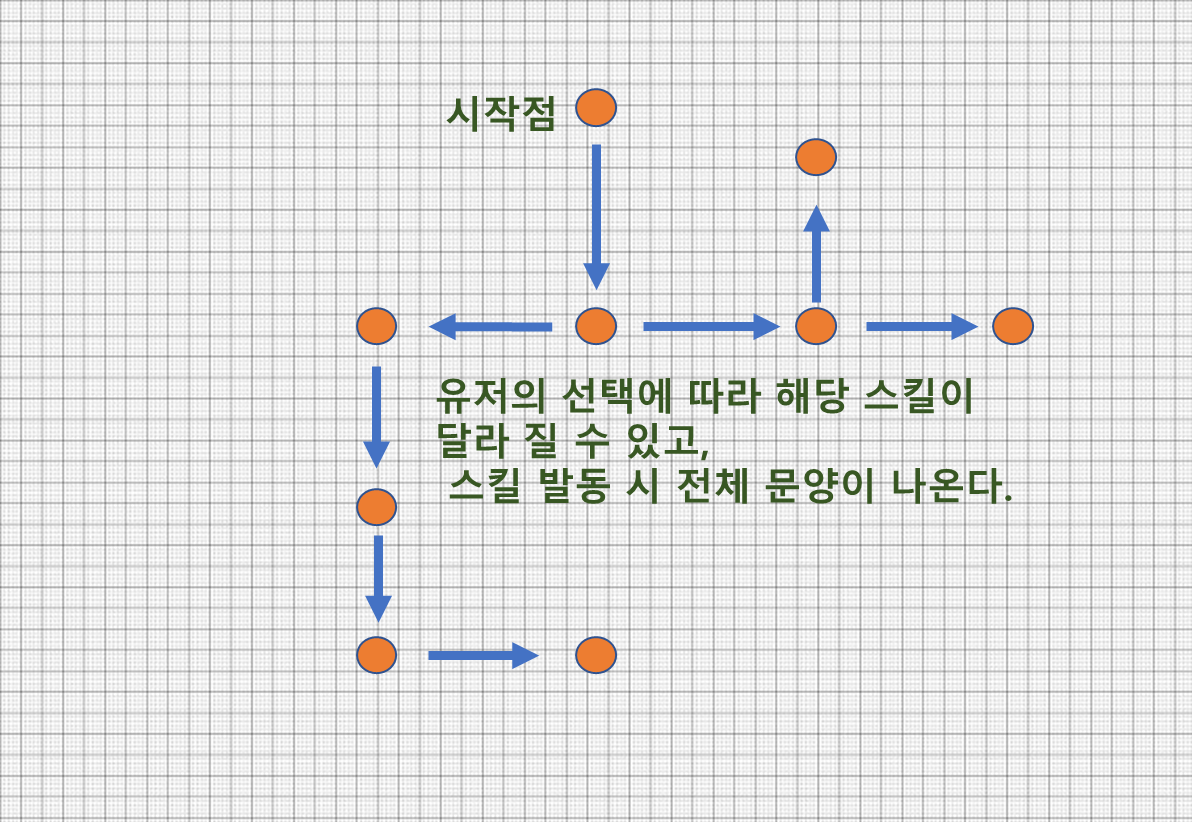 시작점
유저의 선택에 따라 해당 스킬이
달라 질 수 있고,
스킬 발동 시 전체 문양이 나온다.